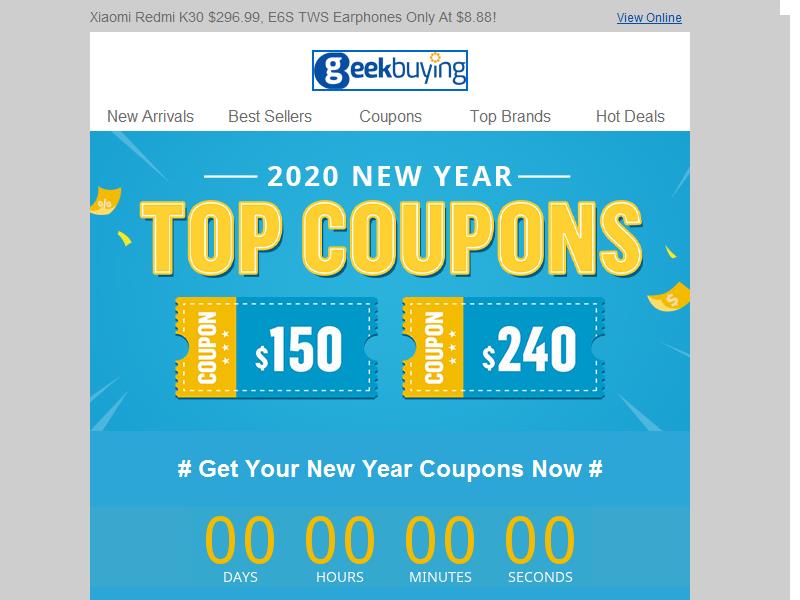 Xiaomi Redmi K30 $296.99, E6S TWS Earphones Only At $8.88!
View Online
geekbuying
New Arrivals Best Sellers Coupons Top Brands Hot Deals
2020 NEW YEAR
TOP COUPONS
%
$
COUPON $150 COUPON $240
# Get Your New Year Coupons Now #
00 00 00 00
DAYS HOURS MINUTES SECONDS